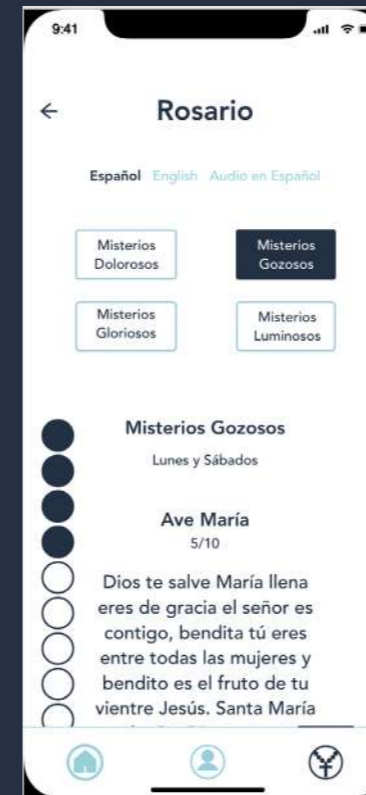 9:41
Rosario
Español English Audio en Español
Misterios
Dolorosos
Misterios
Gozosos
Misterios
Gloriosos
Misterios
Luminosos
Misterios Gozosos
Lunes y Sábados
Ave María
5/10
Dios te salve María llena
eres de gracia el señor es
contigo, bendita tú eres
entre todas las mujeres y
bendito es el fruto de tu
vientre Jesús. Santa María